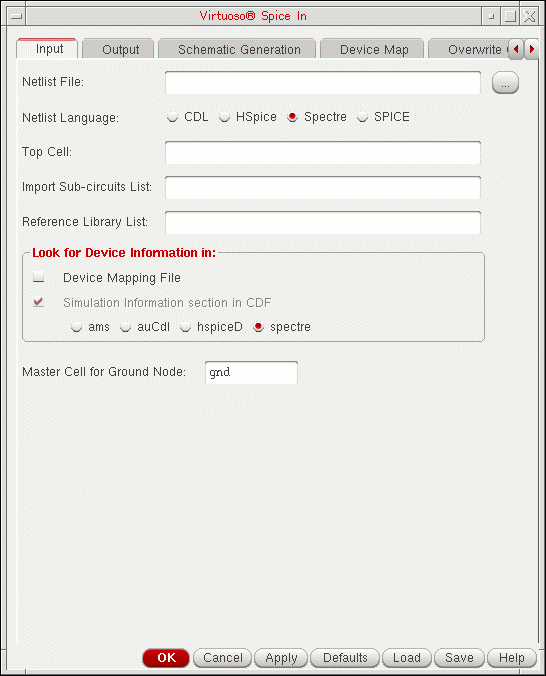 Virtuoso® Spice In
Input Output Schematic Generation Device Map Overwrite
Netlist File: ...
Netlist Language: CDL HSpice Spectre SPICE
Top Cell:
Import Sub-circuits List:
Reference Library List:
Look for Device Information in:
Device Mapping File
Simulation Information section in CDF
ams auCdl hspiceD spectre
Master Cell for Ground Node: gnd
OK Cancel Apply Defaults Load Save Help